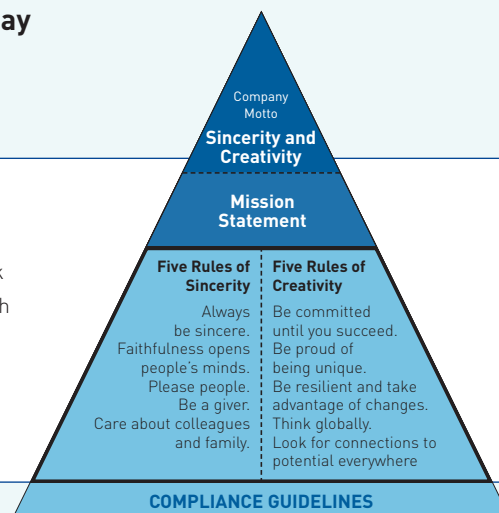 ay
Company
Motto
Sincerity and
Creativity
Mission
Statement
k
h
Five Rules of
Sincerity
Always
be sincere.
Faithfulness opens
people's minds.
Please people.
Be a giver.
Care about colleagues
and family.
Five Rules of
Creativity
Be committed
until you succeed.
Be proud of
being unique.
Be resilient and take
advantage of changes.
Think globally.
Look for connections to
potential everywhere
COMPLIANCE GUIDELINES